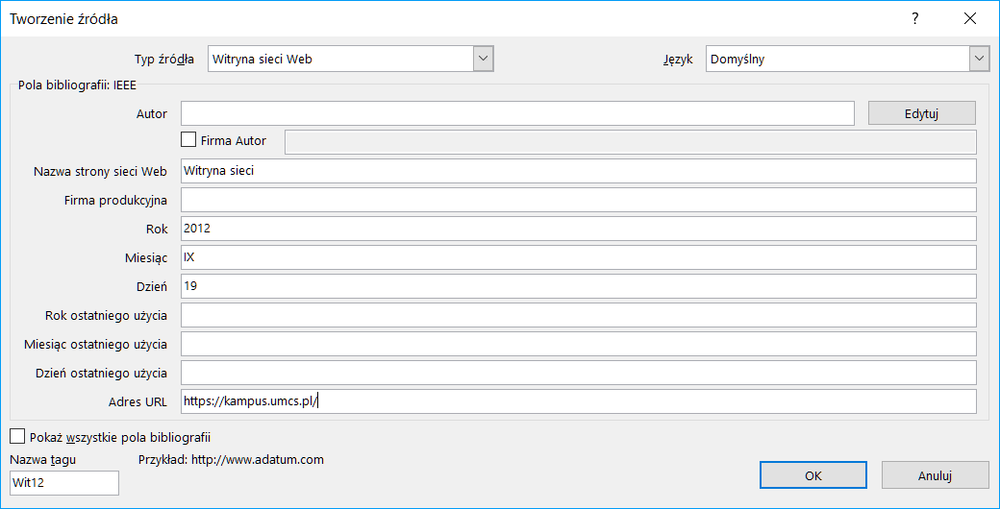 Tworzenie źródła ?
Typ źródła Witryna sieci Web Język Domyślny
Pola bibliografii: IEEE
Autor Edytuj
Firma Autor
Nazwa strony sieci Web Witryna sieci
Firma produkcyjna
Rok 2012
Miesiąc IX
Dzień 19
Rok ostatniego użycia
Miesiąc ostatniego użycia
Dzień ostatniego użycia
Adres URL https://kampus.umcs.pl/
Pokaż wszystkie pola bibliografii
Nazwa tagu Przykład: http://www.adatum.com
Wit12 OK Anuluj